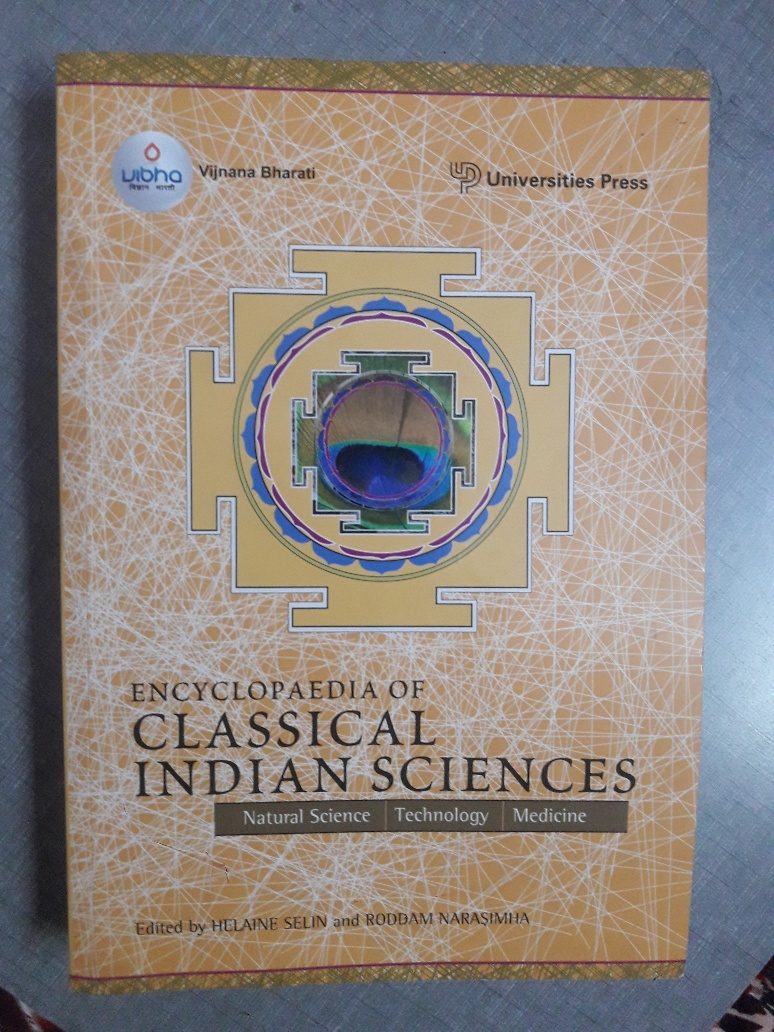 vibha
विज्ञान भारती
Vijnana Bharati
Universities Press
ENCYCLOPAEDIA OF
CLASSICAL
INDIAN SCIENCES
Natural Science Technology Medicine
Edited by HELAINE SELIN and RODDAM NARASIMHA